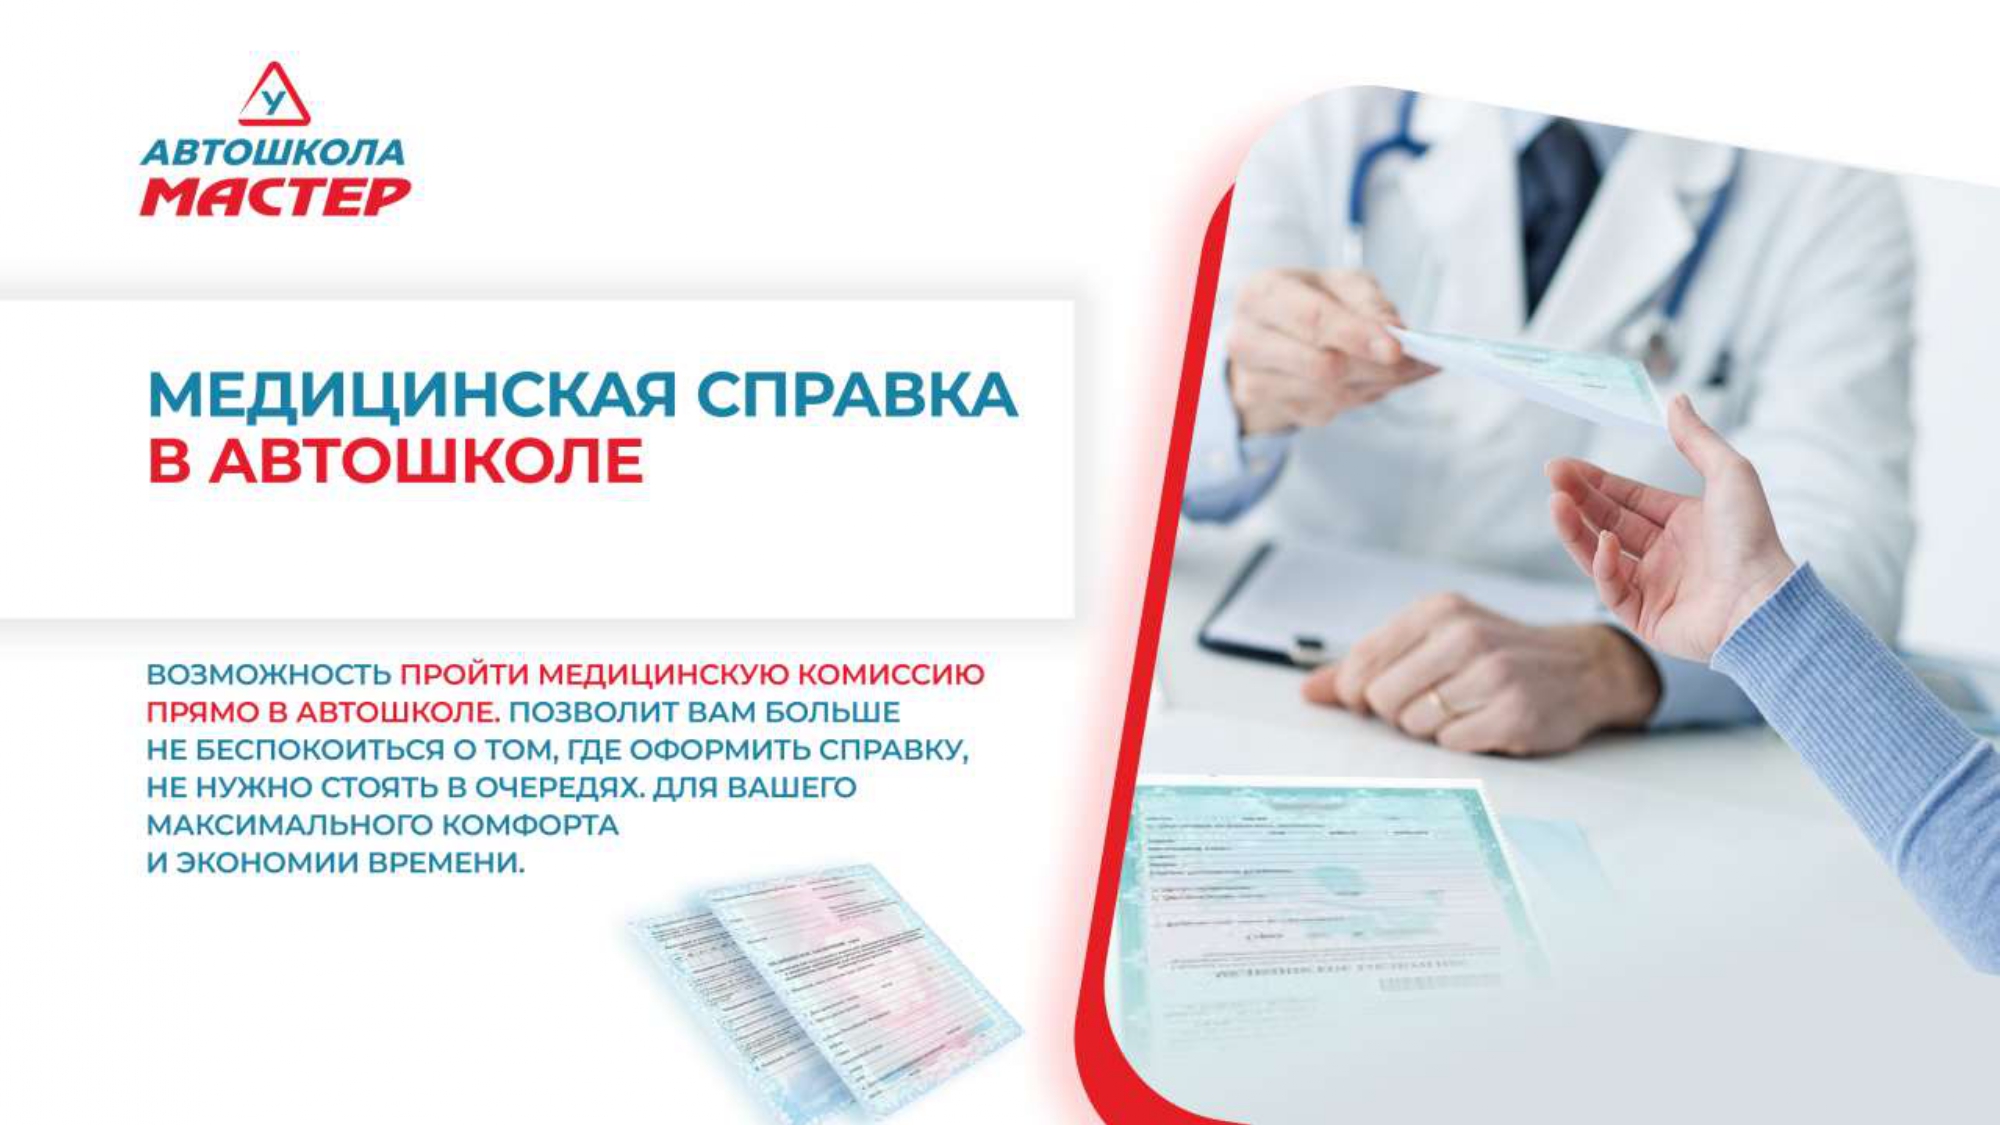 У
АВТОШКОЛА
МАСТЕР
МЕДИЦИНСКАЯ СПРАВКА
В АВТОШКОЛЕ
ВОЗМОЖНОСТЬ ПРОЙТИ МЕДИЦИНСКУЮ КОМИССИЮ
ПРЯМО В АВТОШКОЛЕ. ПОЗВОЛИТ ВАМ БОЛЬШЕ
НЕ БЕСПОКОИТЬСЯ О ТОМ, ГДЕ ОФОРМИТЬ СПРАВКУ,
НЕ НУЖНО СТОЯТЬ В ОЧЕРЕДЯХ. ДЛЯ ВАШЕГО
МАКСИМАЛЬНОГО КОМФОРТА
И ЭКОНОМИИ ВРЕМЕНИ.